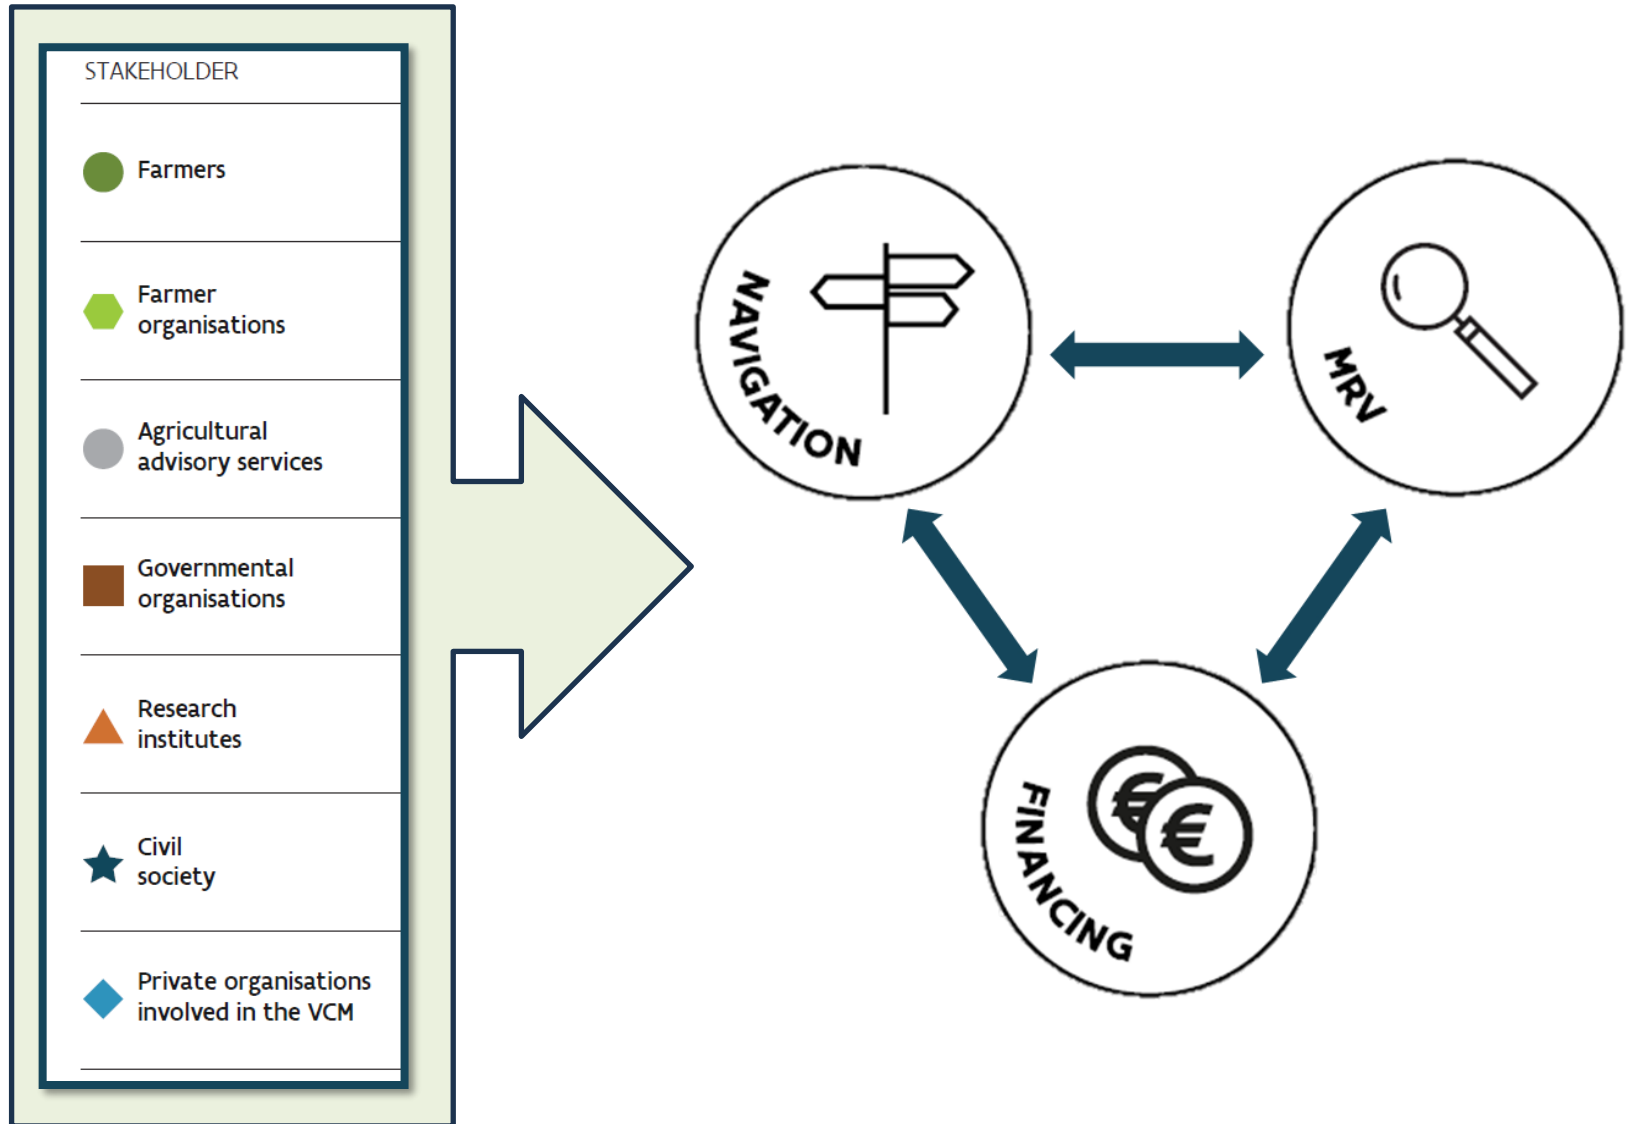 STAKEHOLDER
Farmers
Farmer
organisations
Agricultural
advisory services
Governmental
organisations
Research
institutes
Civil
society
Private organisations
involved in the VCM
NAVIGATION
MRV
€
€
FINANCING